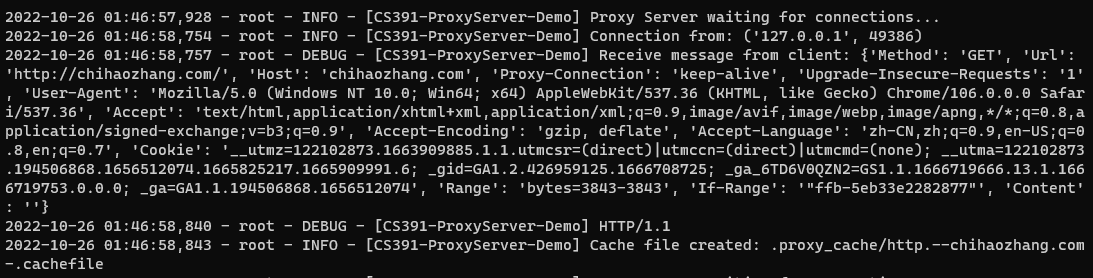 2022-10-26 01:46:57,928 - root - INFO - [CS391-ProxyServer-Demo] Proxy Server waiting for connections...
2022-10-26 01:46:58,754 - root - INFO - [CS391-ProxyServer-Demo] Connection from: ('127.0.0.1', 49386)
2022-10-26 01:46:58,757 - root - DEBUG - [CS391-ProxyServer-Demo] Receive message from client: {'Method': 'GET', 'Url':
'http://chihaozhang.com/', 'Host': 'chihaozhang.com', 'Proxy-Connection': 'keep-alive', 'Upgrade-Insecure-Requests': '1'
, 'User-Agent': 'Mozilla/5.0 (Windows NT 10.0; Win64; x64) AppleWebKit/537.36 (KHTML, like Gecko) Chrome/106.0.0.0 Safar
i/537.36', 'Accept': 'text/html,application/xhtml+xml,application/xml;q=0.9,image/avif,image/webp,image/apng,*/*;q=0.8,a
pplication/signed-exchange;v=b3;q=0.9', 'Accept-Encoding': 'gzip, deflate', 'Accept-Language': 'zh-CN,zh;q=0.9,en-US;q=0
.8,en;q=0.7', 'Cookie': '__utmz=122102873.1663909885.1.1.utmcsr=(direct)|utmccn=(direct)|utmcmd=(none); __utma=122102873
.194506868.1656512074.1665825217.1665909991.6; _gid=GA1.2.426959125.1666708725; _ga_6TD6V0QZN2=GS1.1.1666719666.13.1.166
6719753.0.0.0; _ga=GA1.1.194506868.1656512074', 'Range': 'bytes=3843-3843', 'If-Range': '"ffb-5eb33e2282877"', 'Content'
: ''}
2022-10-26 01:46:58,840 - root - DEBUG - [CS391-ProxyServer-Demo] HTTP/1.1
2022-10-26 01:46:58,843 - root - INFO - [CS391-ProxyServer-Demo] Cache file created: .proxy_cache/http.--chihaozhang.com
-.cachefile